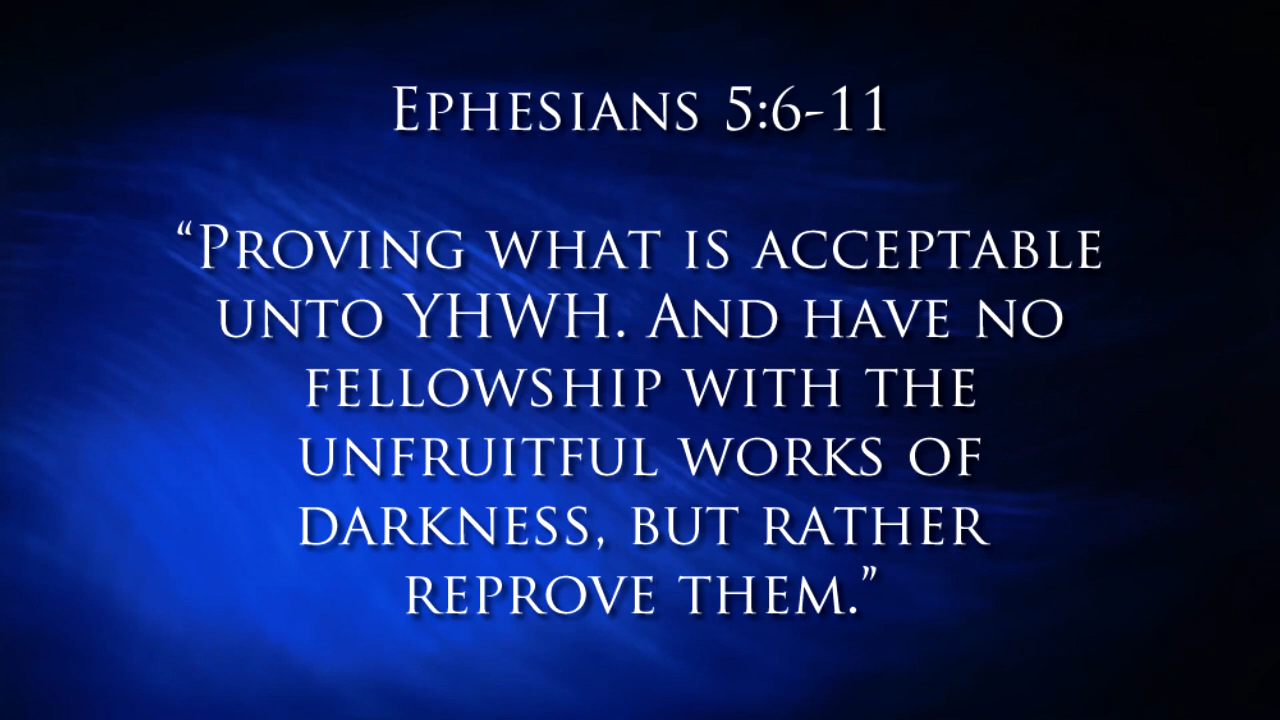 Ephesians 5:6-11
“Proving what is acceptable
unto YHWH. And have no
fellowship with the
unfruitful works of
darkness, but rather
reprove them.”